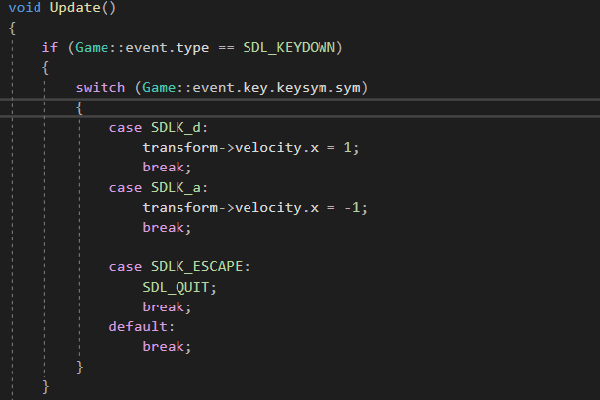 void Update()
{
if (Game::event.type == SDL_KEYDOWN)
{
switch (Game::event.key.keysym.sym)
{
case SDLK_d:
transform->velocity.x = 1;
break;
case SDLK_a:
transform->velocity.x = -1;
break;
case SDLK_ESCAPE:
SDL_QUIT;
break;
default:
break;
}
}